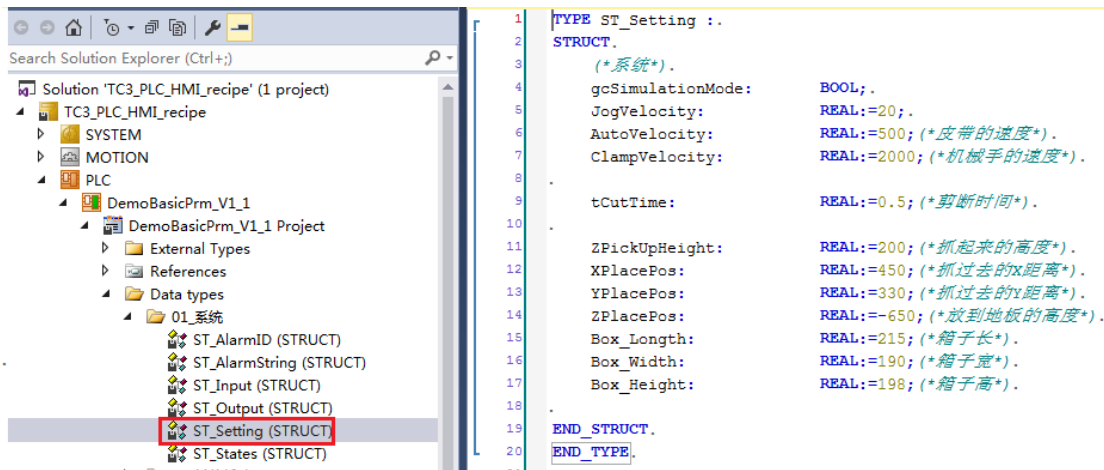 Search Solution Explorer (Ctrl+;)
Solution 'TC3_PLC_HMI_recipe' (1 project)
TC3_PLC_HMI_recipe
SYSTEM
MOTION
PLC
DemoBasicPrm_V1_1
DemoBasicPrm_V1_1 Project
External Types
References
Data types
01_系统
ST_AlarmID (STRUCT)
ST_AlarmString (STRUCT)
ST_Input (STRUCT)
ST_Output (STRUCT)
ST_Setting (STRUCT)
ST_States (STRUCT)
1 TYPE ST_Setting :.
2 STRUCT.
3 (*系统*).
4 gcSimulationMode: BOOL;.
5 JogVelocity: REAL:=20;.
6 AutoVelocity: REAL:=500;(*皮带的速度*).
7 ClampVelocity: REAL:=2000;(*机械手的速度*).
8 .
9 tCutTime: REAL:=0.5;(*剪断时间*).
10 .
11 ZPickUpHeight: REAL:=200;(*抓起来的高度*).
12 XPlacePos: REAL:=450;(*抓过去的X距离*).
13 YPlacePos: REAL:=330;(*抓过去的Y距离*).
14 ZPlacePos: REAL:=-650;(*放到地板的高度*).
15 Box_Longth: REAL:=215;(*箱子长*).
16 Box_Width: REAL:=190;(*箱子宽*).
17 Box_Height: REAL:=198;(*箱子高*).
18 .
19 END_STRUCT.
20 END_TYPE.